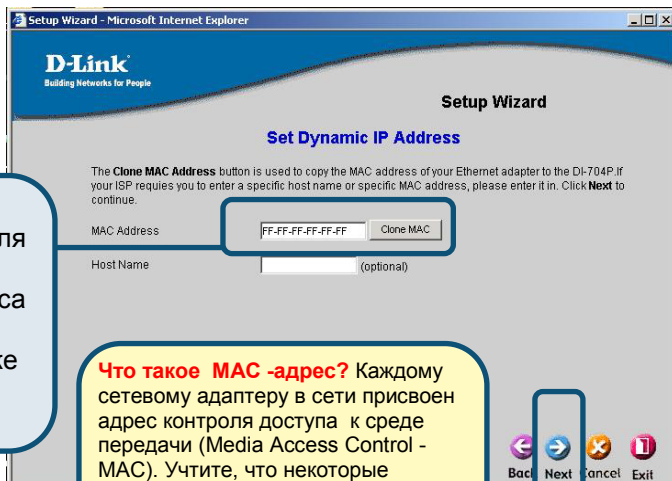 Setup Wizard - Microsoft Internet Explorer
D-Link
Building Networks for People
Setup Wizard
Set Dynamic IP Address
The Clone MAC Address button is used to copy the MAC address of your Ethernet adapter to the DI-704P.If
your ISP requies you to enter a specific host name or specific MAC address, please enter it in. Click Next to
continue.
MAC Address
FF-FF-FF-FF-FF-FF
Clone MAC
Host Name
(optional)
Что такое MAC -адрес? Каждому
сетевому адаптеру в сети присвоен
адрес контроля доступа к среде
передачи (Media Access Control -
MAC). Учтите, что некоторые
Back Next Cancel Exit